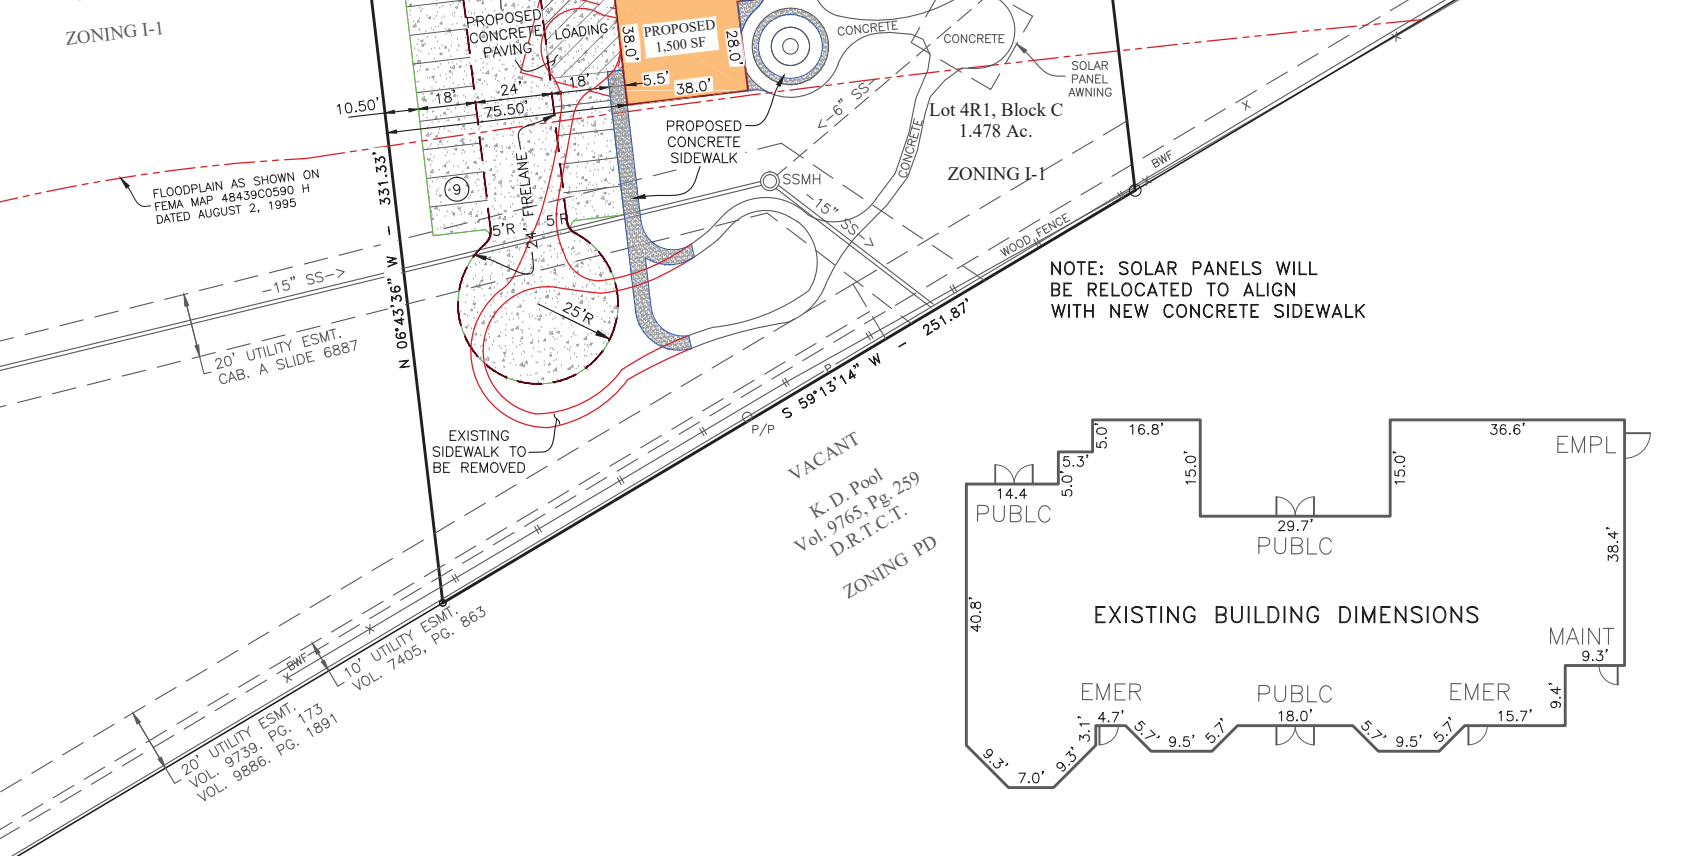 ZONING I-1
PROPOSED
CONCRETE
PAVING
LOADING
PROPOSED
1,500 SF
38.0'
28.0'
5.5'
38.0'
CONCRETE
CONCRETE
SOLAR
PANEL
AWNING
10.50'
18'
24'
18'
75.50'
<-6" SS
Lot 4R1, Block C
1.478 Ac.
ZONING I-1
CONCRETE
PROPOSED
CONCRETE
SIDEWALK
FLOODPLAIN AS SHOWN ON
FEMA MAP 48439C0590 H
DATED AUGUST 2, 1995
N 06°43'36" W - 331.33'
9
24' FIRELANE
5'R
5'R
SSMH
-15" SS->
-15" SS->
BWF
WOOD FENCE
NOTE: SOLAR PANELS WILL
BE RELOCATED TO ALIGN
WITH NEW CONCRETE SIDEWALK
25'R
20' UTILITY ESMT.
CAB. A SLIDE 6887
S 59°13'14" W - 251.87'
P
P/P
EXISTING
SIDEWALK TO
BE REMOVED
VACANT
K. D. Pool
Vol. 9765, Pg. 259
D.R.T.C.T.
ZONING PD
BWF
10' UTILITY ESMT.
VOL. 7405, PG. 863
20' UTILITY ESMT.
VOL. 9739. PG. 173
VOL. 9886. PG. 1891
16.8'
36.6'
5.0'
EMPL
5.3'
5.0'
15.0'
15.0'
14.4
PUBLC
29.7'
PUBLC
38.4'
40.8'
EXISTING BUILDING DIMENSIONS
MAINT
9.3'
9.4'
EMER
PUBLC
EMER
3.1'
4.7'
5.7'
9.5'
5.7'
18.0'
5.7'
9.5'
5.7'
15.7'
9.3'
7.0'
9.3'